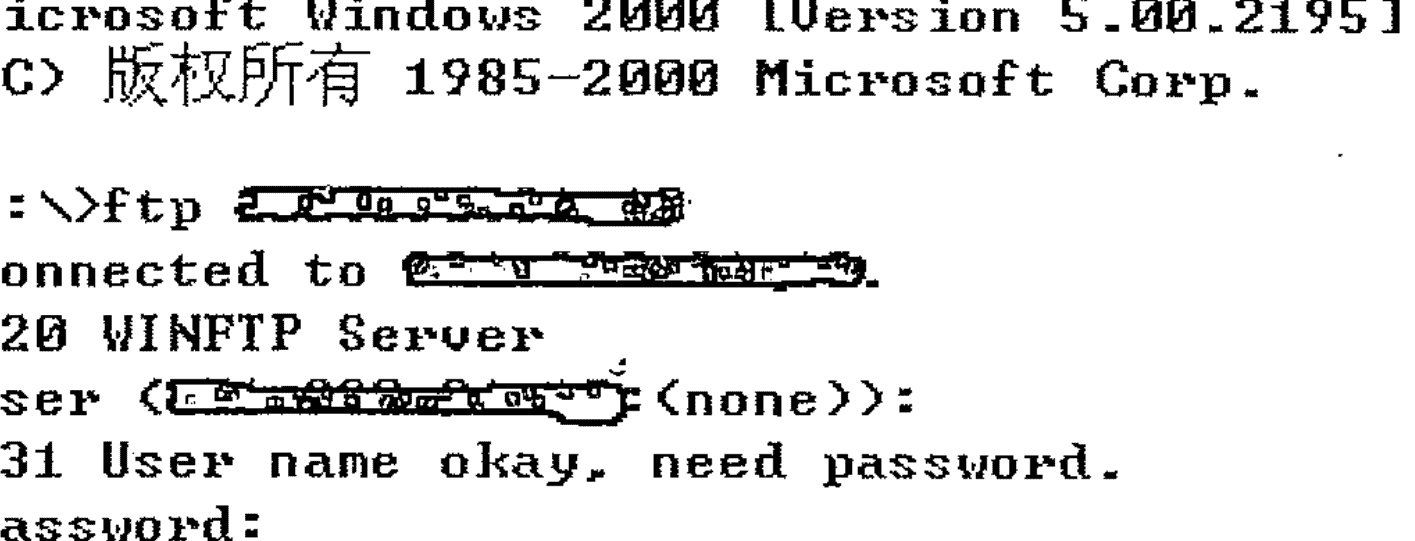 icrosoft Windows 2000 [Version 5.00.2195]
C) 版权所有 1985-2000 Microsoft Corp.
:\>ftp
onnected to .
20 WINFTP Server
ser ( :(none)):
31 User name okay, need password.
assword: